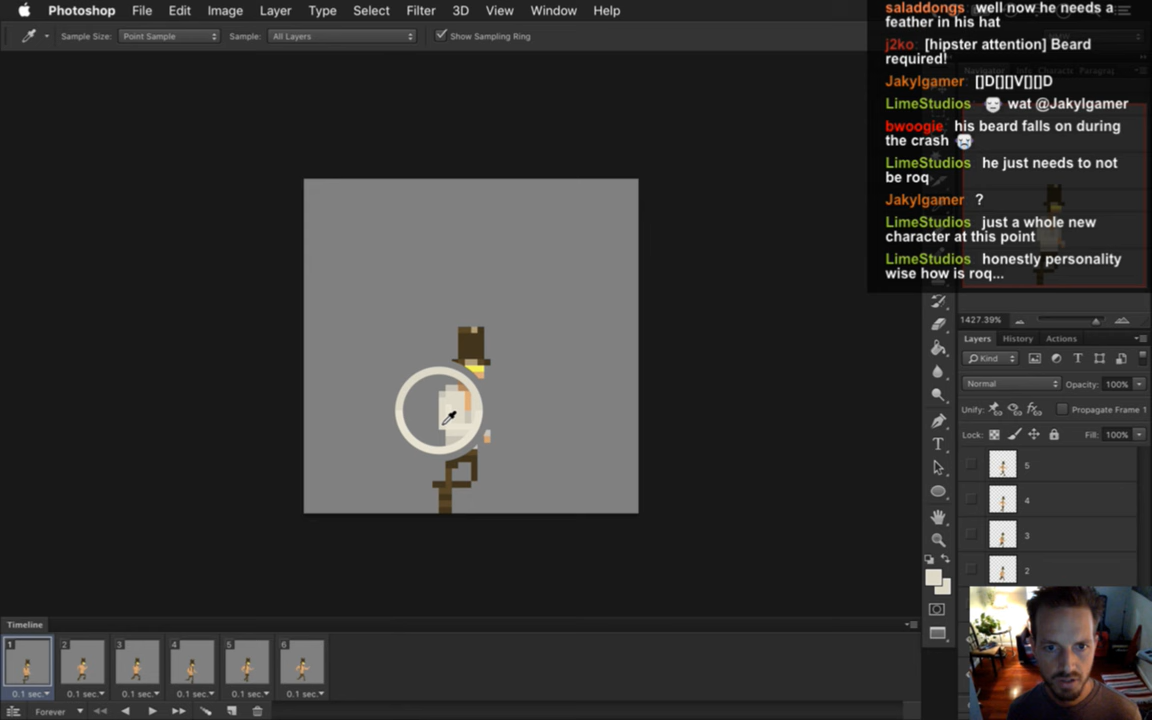 Photoshop File Edit Image Layer Type Select Filter 3D View Window Help
Sample Size: Point Sample Sample: All Layers Show Sampling Ring
saladdongs: well now he needs a
feather in his hat
j2ko: [hipster attention] Beard
required!
Jakylgamer: []D[][]V[][]D
LimeStudios wat @Jakylgamer
bwoogie: his beard falls on during
the crash
LimeStudios he just needs to not
be roq
Jakylgamer ?
LimeStudios just a whole new
character at this point
LimeStudios honestly personality
wise how is roq...
1427.39%
Layers History Actions
Kind
Normal Opacity: 100%
Unify: Propagate Frame 1
Lock: Fill: 100%
5
4
3
2
Timeline
1 2 3 4 5 6
0.1 sec. 0.1 sec. 0.1 sec. 0.1 sec. 0.1 sec. 0.1 sec.
Forever